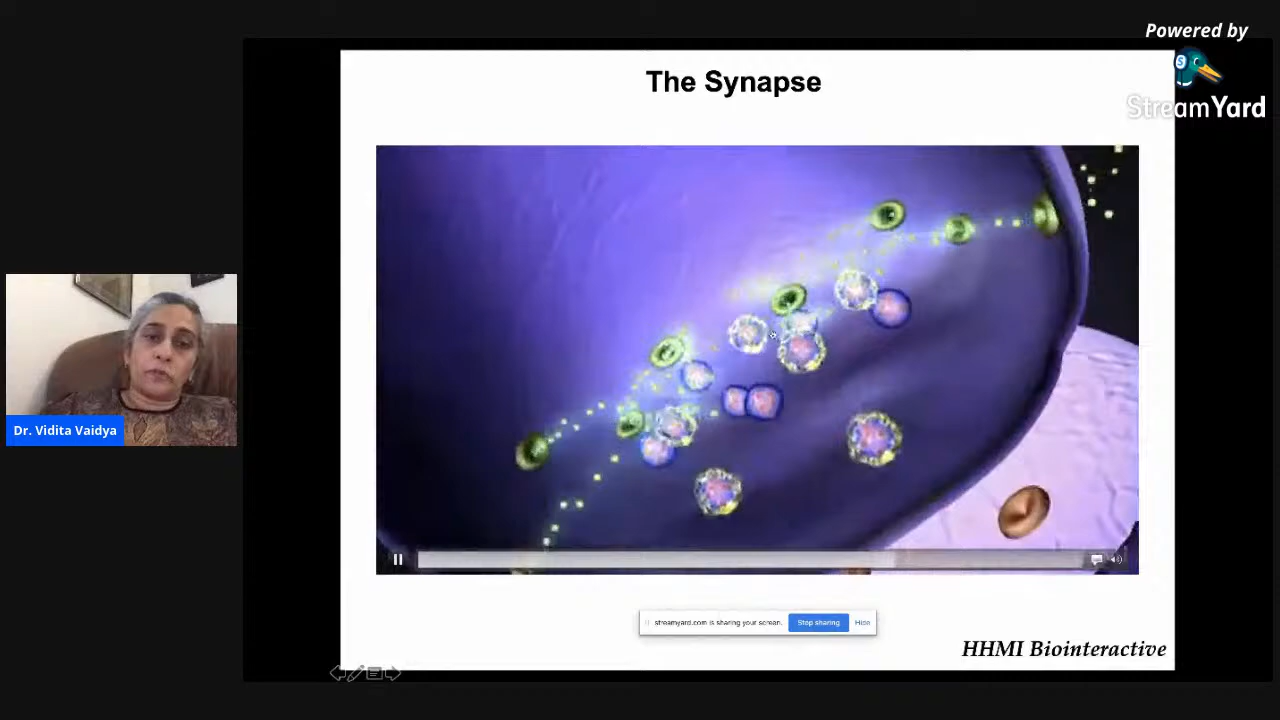 Powered by
StreamYard
The Synapse
Dr. Vidita Vaidya
streamyard.com is sharing your screen.
Stop sharing
Hide
HHMI Biointeractive